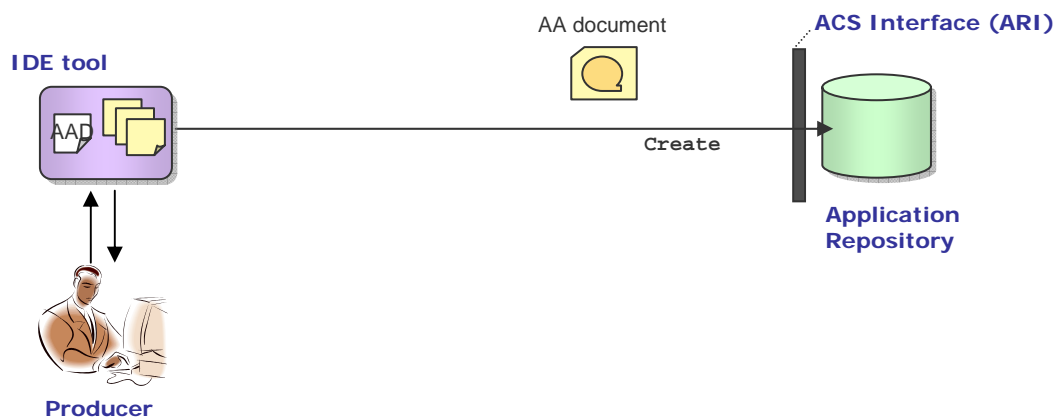 AA document
ACS Interface (ARI)
IDE tool
AAD
Create
Application
Repository
Producer